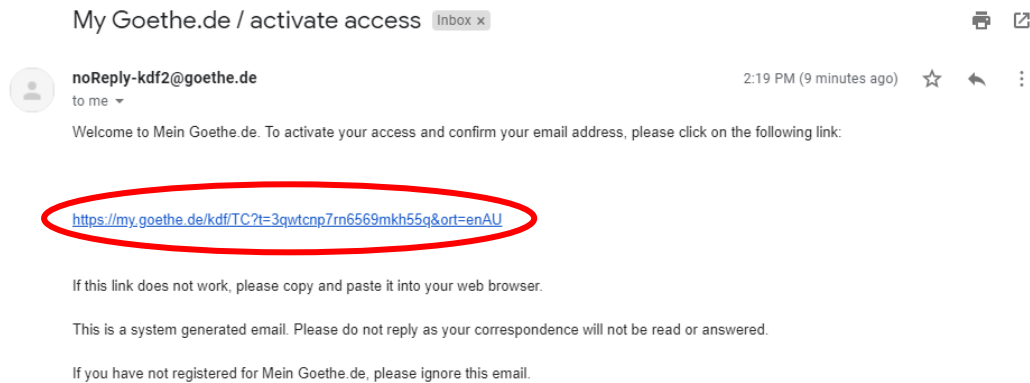 My Goethe.de / activate access Inbox x
noReply-kdf2@goethe.de 2:19 PM (9 minutes ago)
to me
Welcome to Mein Goethe.de. To activate your access and confirm your email address, please click on the following link:
https://my.goethe.de/kdf/TC?t=3qwtcnp7rn6569mkh55q&ort=enAU
If this link does not work, please copy and paste it into your web browser.
This is a system generated email. Please do not reply as your correspondence will not be read or answered.
If you have not registered for Mein Goethe.de, please ignore this email.